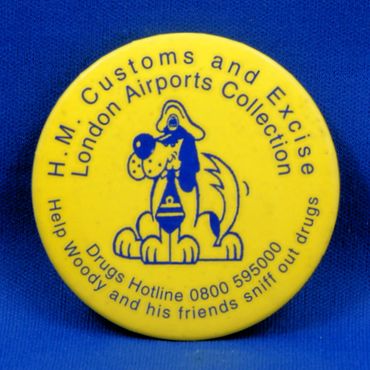 H.M. Customs and Excise
London Airports Collection
Drugs Hotline 0800 595000
Help Woody and his friends sniff out drugs